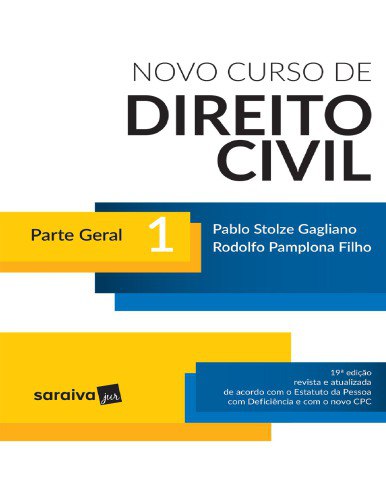 NOVO CURSO DE
DIREITO
CIVIL
Parte Geral 1
Pablo Stolze Gagliano
Rodolfo Pamplona Filho
19ª edição
revista e atualizada
de acordo com o Estatuto da Pessoa
com Deficiência e com o novo CPC
saraiva jur